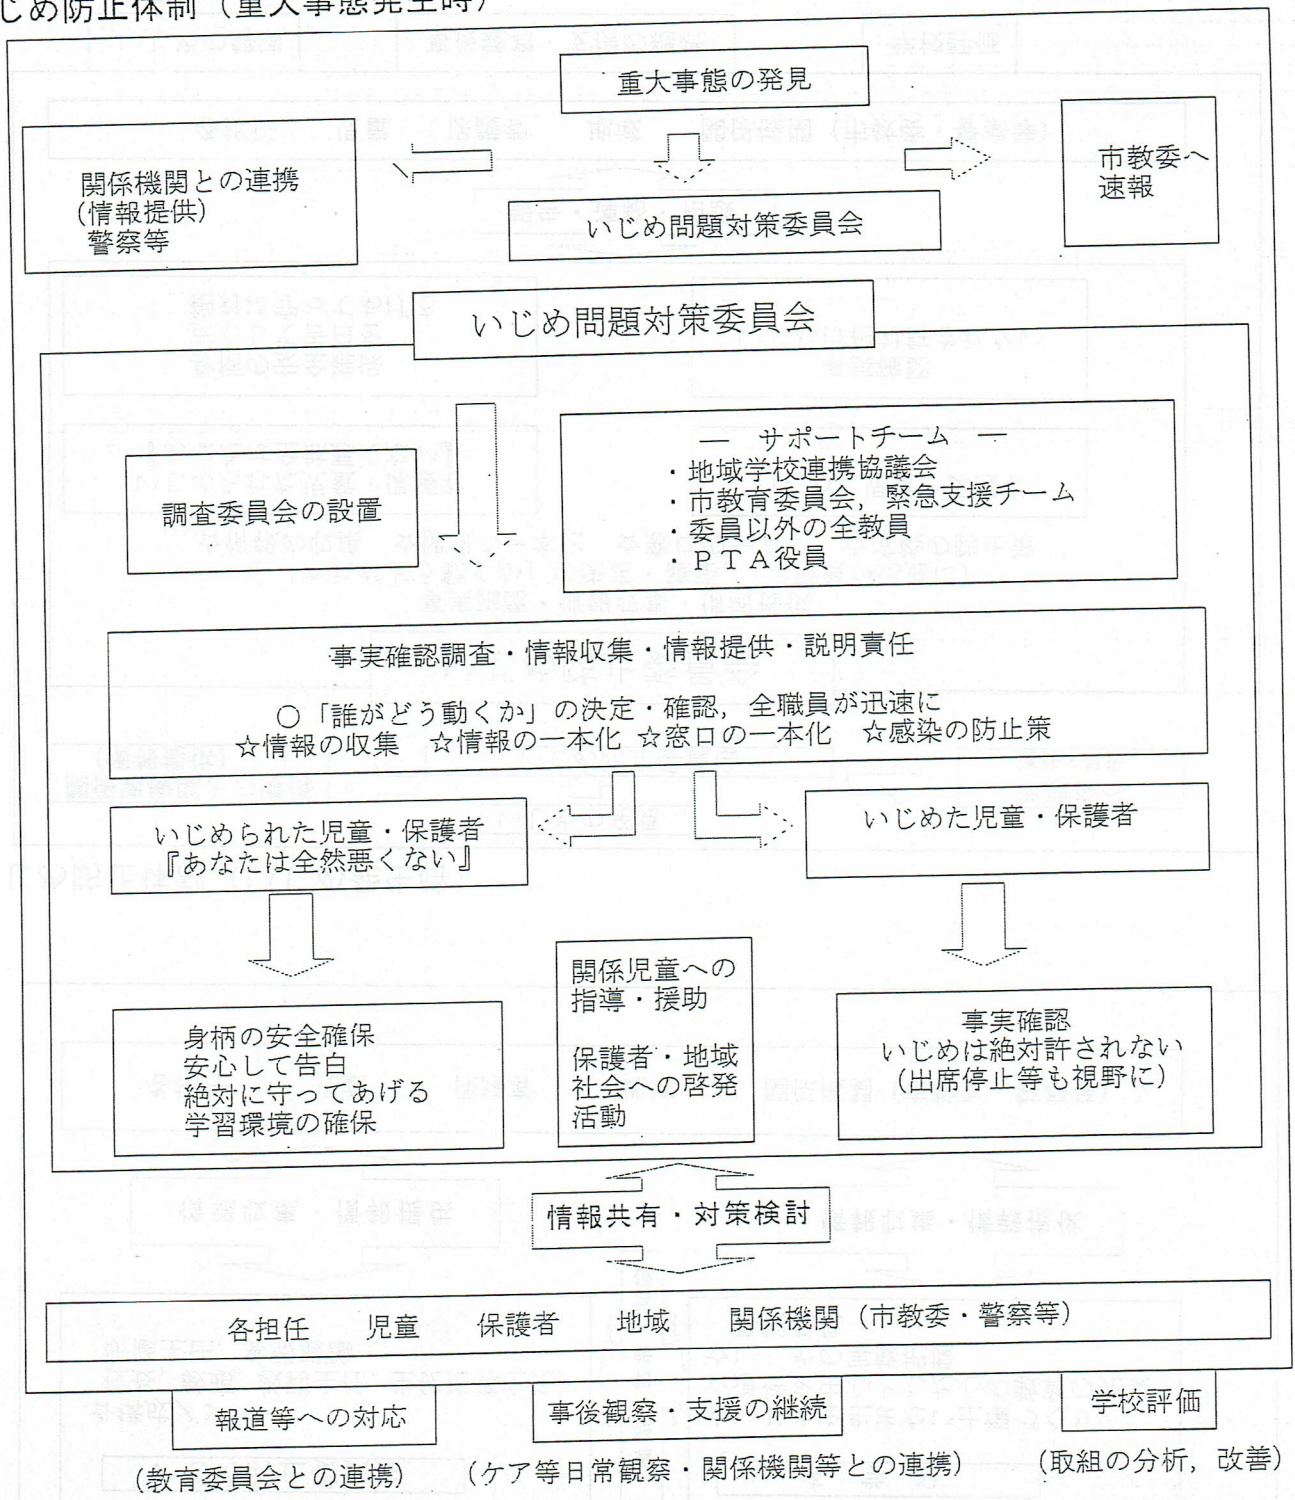 じめ防止体制（重大事態発生時）
重大事態の発見
関係機関との連携
（情報提供）
警察等
市教委へ
速報
いじめ問題対策委員会
いじめ問題対策委員会
調査委員会の設置
― サポートチーム ―
・地域学校連携協議会
・市教育委員会，緊急支援チーム
・委員以外の全教員
・ＰＴＡ役員
事実確認調査・情報収集・情報提供・説明責任
〇「誰がどう動くか」の決定・確認，全職員が迅速に
☆情報の収集　☆情報の一本化　☆窓口の一本化　☆感染の防止策
いじめられた児童・保護者
『あなたは全然悪くない』
いじめた児童・保護者
身柄の安全確保
安心して告白
絶対に守ってあげる
学習環境の確保
関係児童への
指導・援助
保護者・地域
社会への啓発
活動
事実確認
いじめは絶対許されない
（出席停止等も視野に）
情報共有・対策検討
各担任　児童　保護者　地域　関係機関（市教委・警察等）
報道等への対応
事後観察・支援の継続
学校評価
（教育委員会との連携）
（ケア等日常観察・関係機関等との連携）
（取組の分析，改善）